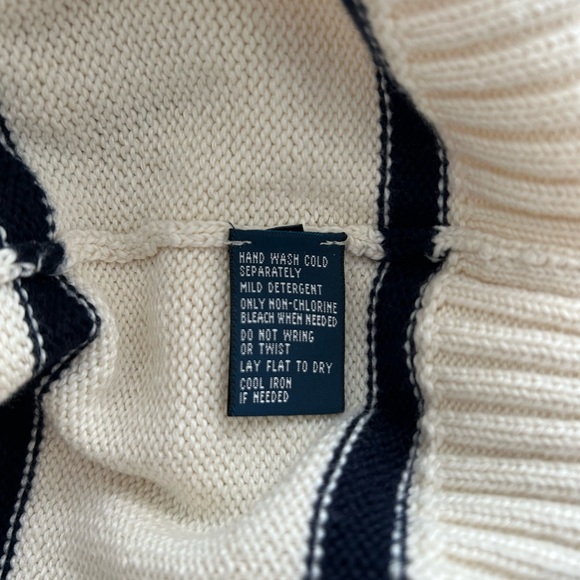 HAND WASH COLD
SEPARATELY
MILD DETERGENT
ONLY NON-CHLORINE
BLEACH WHEN NEEDED
DO NOT WRING
OR TWIST
LAY FLAT TO DRY
COOL IRON
IF NEEDED